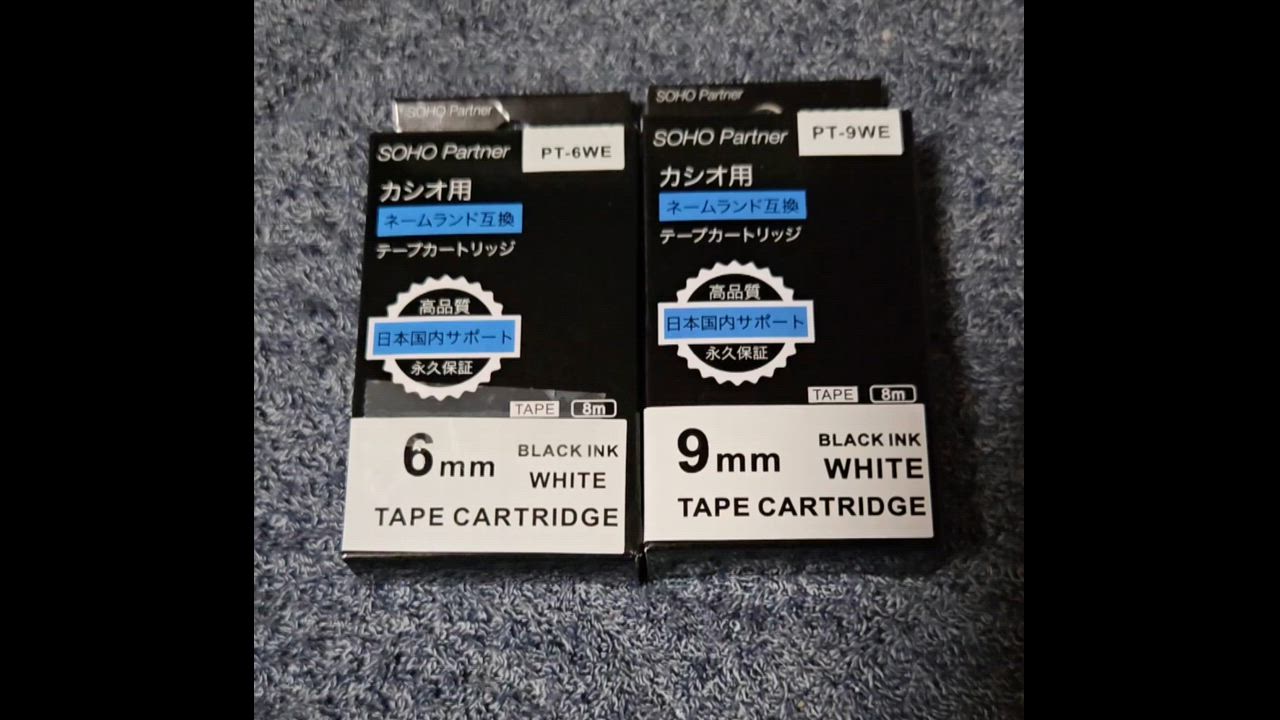 SOHO Partner
SOHO Partner
PT-6WE
カシオ用
ネームランド互換
テープカートリッジ
高品質
日本国内サポート
永久保証
TAPE 8m
6mm
BLACK INK
WHITE
TAPE CARTRIDGE
SOHO Partner
SOHO Partner
PT-9WE
カシオ用
ネームランド互換
テープカートリッジ
高品質
日本国内サポート
永久保証
TAPE 8m
9mm
BLACK INK
WHITE
TAPE CARTRIDGE